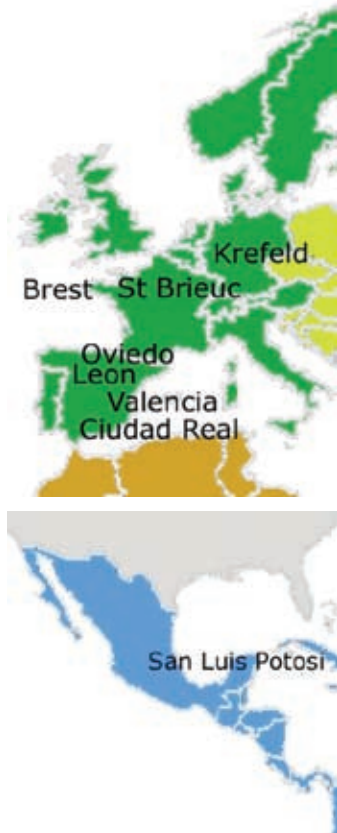 Krefeld
Brest St Brieuc
Oviedo
Leon
Valencia
Ciudad Real
San Luis Potosi